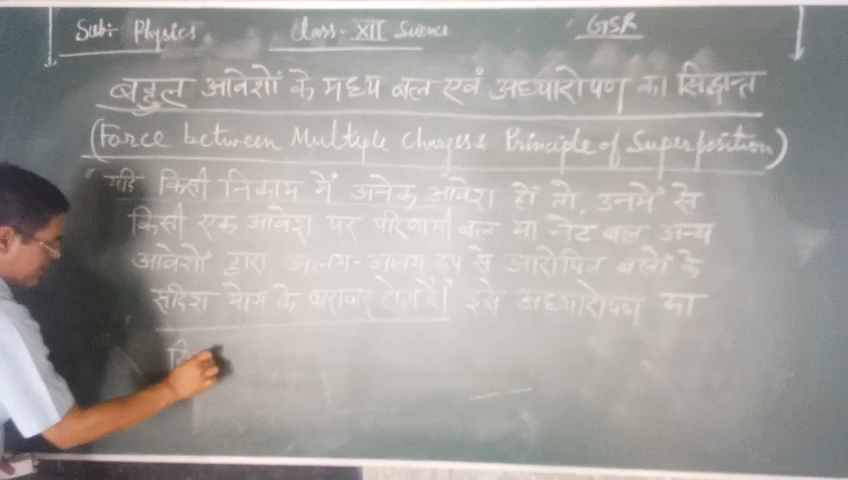 Sub:- Physics Class- XII Science GISR
बहुल आवेशों के मध्य बल एवं अध्यारोपण का सिद्धान्त
(Force between Multiple Charges & Principle of Superposition)
" यदि किसी निकाय में अनेक आवेश हों तो, उनमें से
किसी एक आवेश पर परिणामी बल या नेट बल अन्य
आवेशों द्वारा अलग-अलग रूप से आरोपित बलों के
सदिश योग के बराबर होता है। इसे अध्यारोपण का